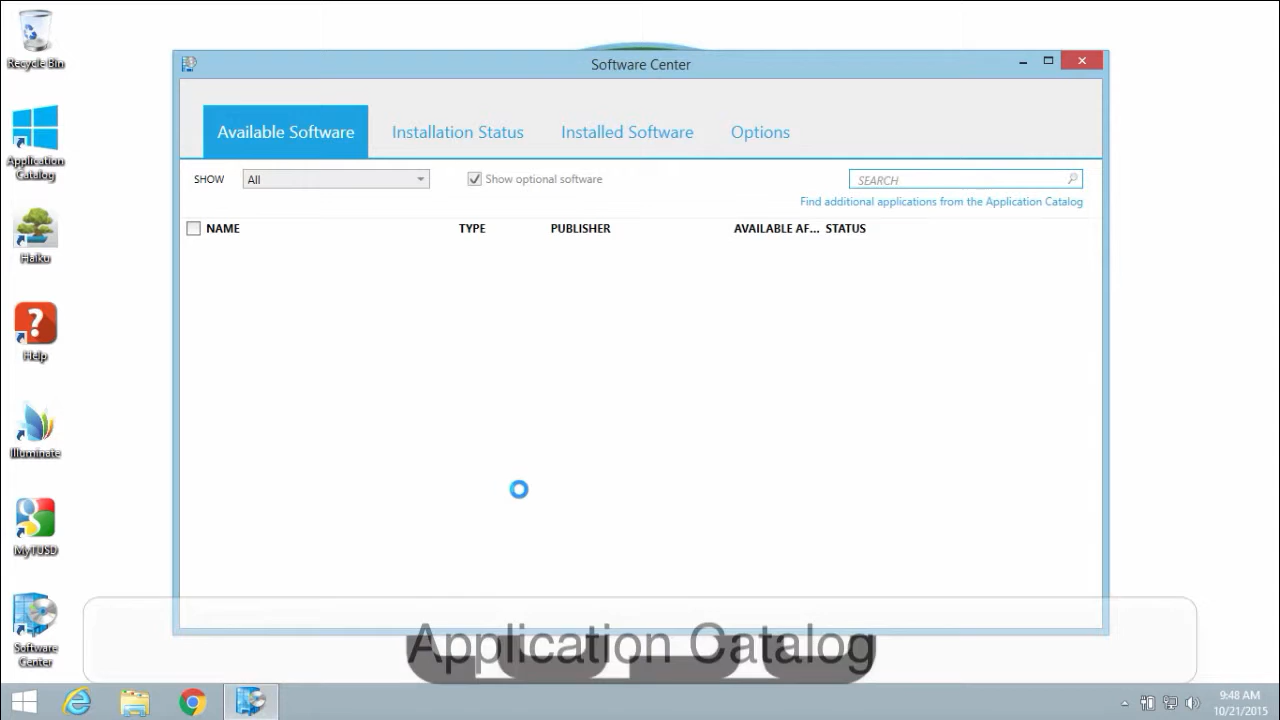 Recycle Bin
Application
Catalog
Haiku
?
Help
Illuminate
g
MyTUSD
Software
Center
Software Center
Available Software
Installation Status
Installed Software
Options
SHOW
All
Show optional software
SEARCH
Find additional applications from the Application Catalog
NAME
TYPE
PUBLISHER
AVAILABLE AF...
STATUS
Application Catalog
9:48 AM
10/21/2015